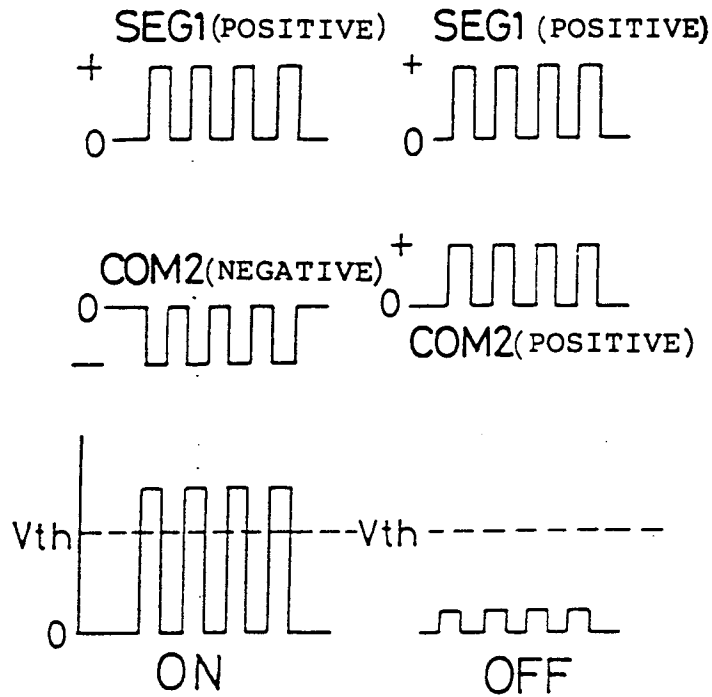 SEG1(POSITIVE) SEG1 (POSITIVE)
+ +
0 0
COM2(NEGATIVE) +
0 0
— COM2(POSITIVE)
Vth Vth
0
ON OFF